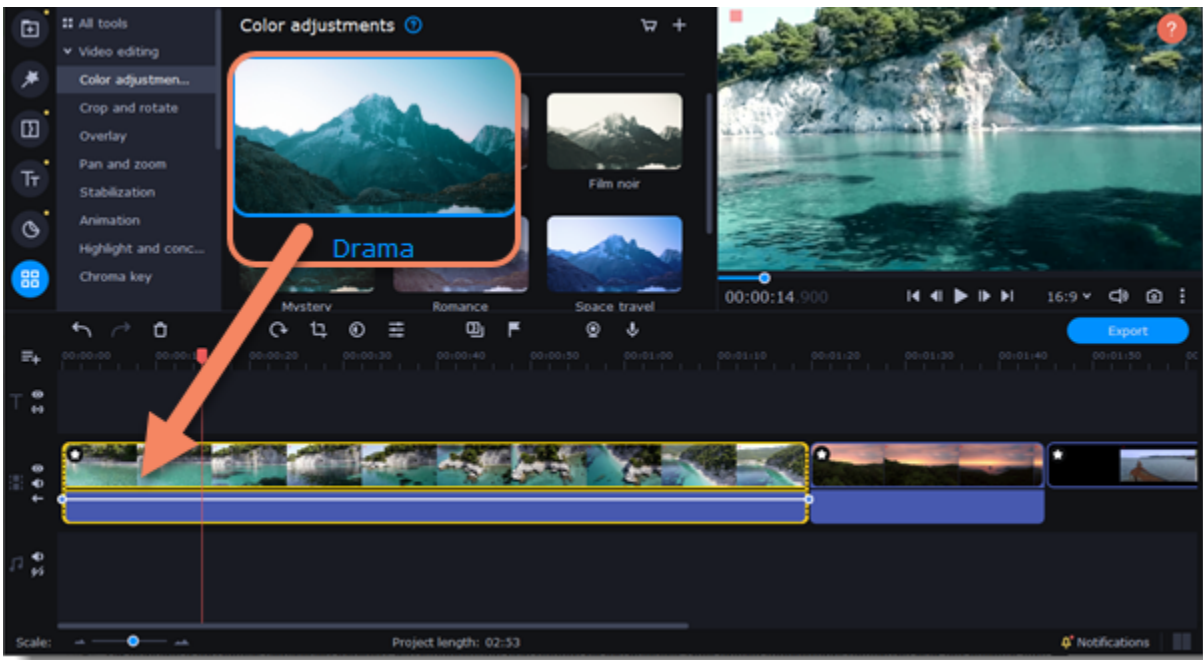 All tools
Video editing
Color adjustmen...
Crop and rotate
Overlay
Pan and zoom
Stabilization
Animation
Highlight and conc...
Chroma key
Color adjustments ?
Drama
Film noir
Mystery
Romance
Space travel
?
00:00:14.900
16:9
Export
00:00:00
00:00:20 00:00:30 00:00:40 00:00:50 00:01:00 00:01:10 00:01:20 00:01:30 00:01:40 00:01:50
Scale:
Project length: 02:53
Notifications